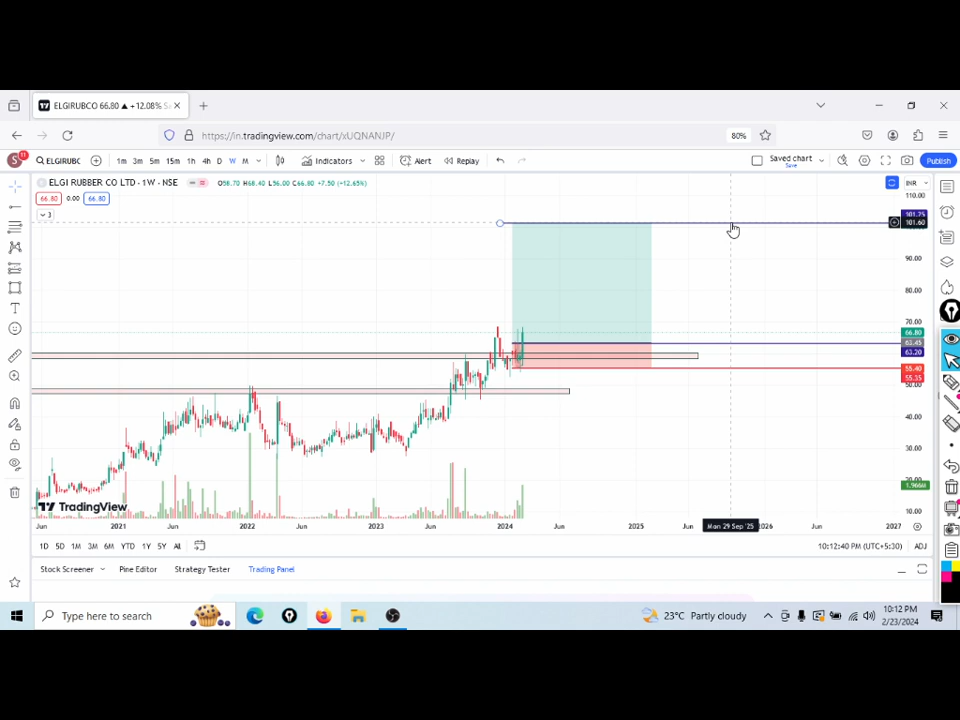 ELGIRUBCO 66.80 ▲ +12.08% S
https://in.tradingview.com/chart/xUQNANJP/
80%
S 11 ELGIRUBC 1m 3m 5m 15m 1h 4h D W M Indicators Alert Replay Saved chart Save Publish
ELGI RUBBER CO LTD · 1W · NSE O58.70 H68.40 L56.00 C66.80 +7.50 (+12.65%) INR
66.80 0.00 66.80
3
110.00
101.75
101.60
90.00
80.00
70.00
66.80
63.45
63.20
55.40
55.35
50.00
40.00
30.00
20.00
1.966M
10.00
TradingView
Jun 2021 Jun 2022 Jun 2023 Jun 2024 Jun 2025 Jun Mon 29 Sep '25 2026 Jun 2027
1D 5D 1M 3M 6M YTD 1Y 5Y All 10:12:40 PM (UTC+5:30) ADJ
Stock Screener Pine Editor Strategy Tester Trading Panel
Type here to search 23°C Partly cloudy 10:12 PM
2/23/2024